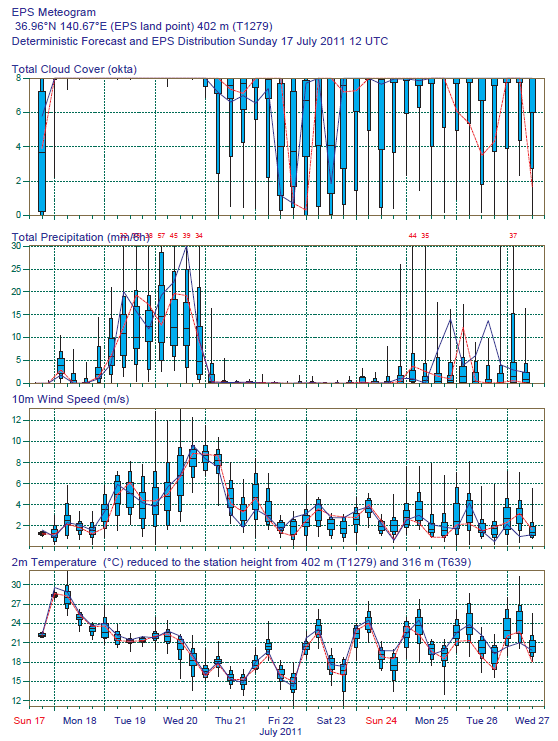 EPS Meteogram
36.96°N 140.67°E (EPS land point) 402 m (T1279)
Deterministic Forecast and EPS Distribution Sunday 17 July 2011 12 UTC
Total Cloud Cover (okta)
8
6
4
2
0
Total Precipitation (mm/6h)
38 57 45 39 34 44 35 37
30
25
20
15
10
5
0
10m Wind Speed (m/s)
12
10
8
6
4
2
2m Temperature (°C) reduced to the station height from 402 m (T1279) and 316 m (T639)
30
27
24
21
18
15
12
Sun 17 Mon 18 Tue 19 Wed 20 Thu 21 Fri 22 Sat 23 Sun 24 Mon 25 Tue 26 Wed 27
July 2011